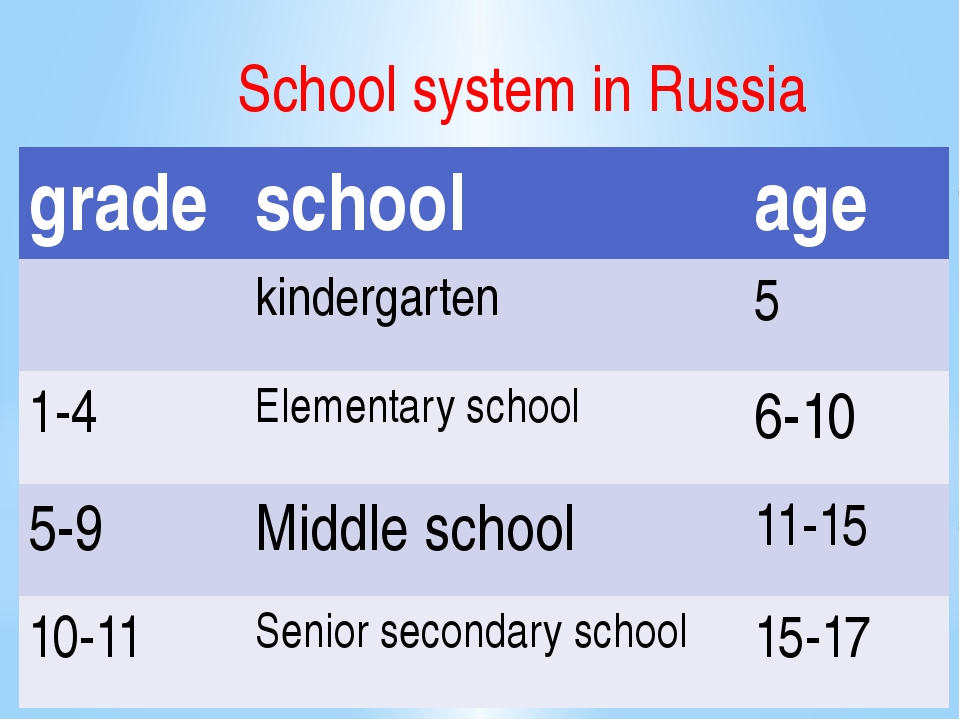 School system in Russia
grade school age
kindergarten 5
1-4 Elementary school 6-10
5-9 Middle school 11-15
10-11 Senior secondary school 15-17